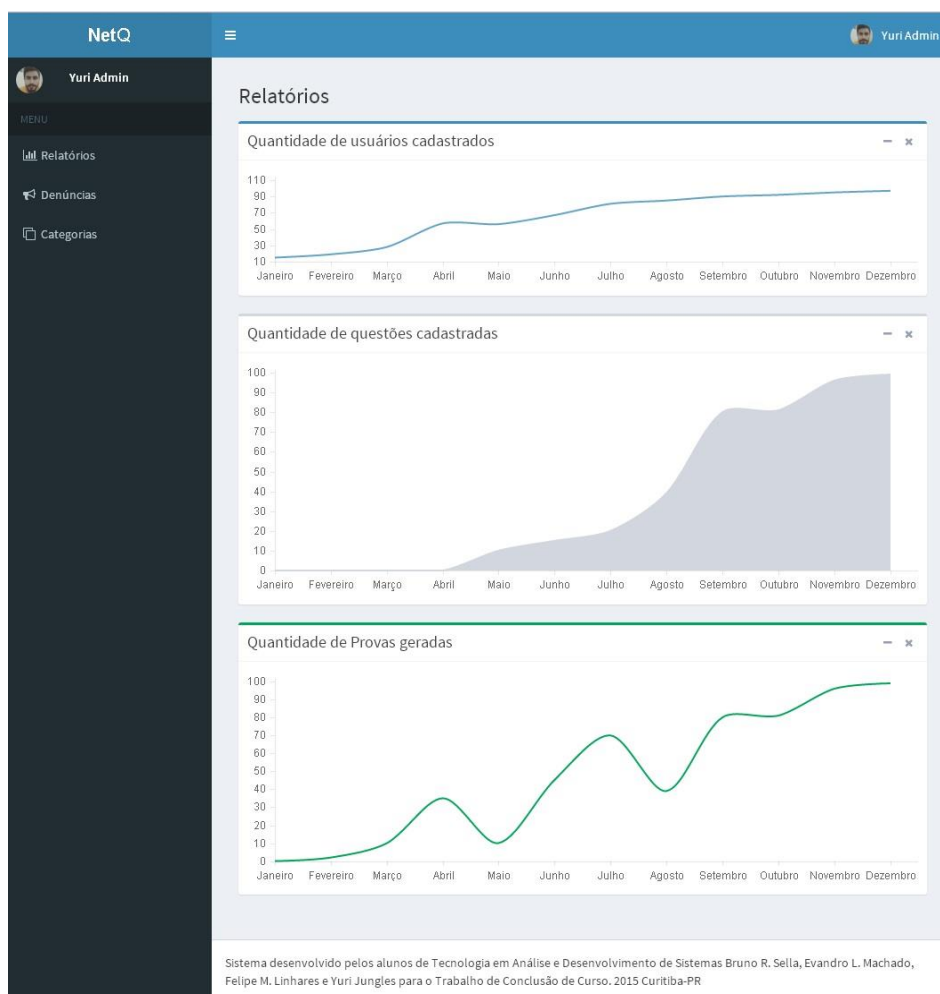 NetQ
Yuri Admin
Yuri Admin
MENU
Relatórios
Denúncias
Categorias
Relatórios
Quantidade de usuários cadastrados
110
90
70
50
30
10
Janeiro Fevereiro Março Abril Maio Junho Julho Agosto Setembro Outubro Novembro Dezembro
Quantidade de questões cadastradas
100
90
80
70
60
50
40
30
20
10
0
Janeiro Fevereiro Março Abril Maio Junho Julho Agosto Setembro Outubro Novembro Dezembro
Quantidade de Provas geradas
100
90
80
70
60
50
40
30
20
10
0
Janeiro Fevereiro Março Abril Maio Junho Julho Agosto Setembro Outubro Novembro Dezembro
Sistema desenvolvido pelos alunos de Tecnologia em Análise e Desenvolvimento de Sistemas Bruno R. Sella, Evandro L. Machado,
Felipe M. Linhares e Yuri Jungles para o Trabalho de Conclusão de Curso. 2015 Curitiba-PR